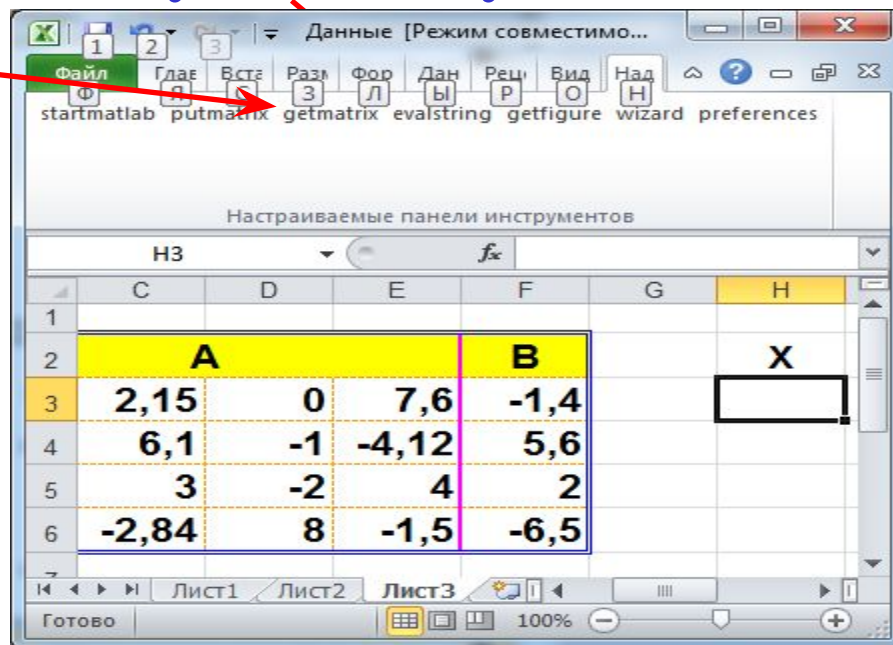 Данные [Режим совместимо...
1 2 3
Файл Глав Вста Разм Фор Дан Рец Вид Над
Ф Я З Л Ы Р О Н
startmatlab putmatrix getmatrix evalstring getfigure wizard preferences
Настраиваемые панели инструментов
H3 fx
C D E F G H
1
2 A B X
3 2,15 0 7,6 -1,4
4 6,1 -1 -4,12 5,6
5 3 -2 4 2
6 -2,84 8 -1,5 -6,5
Лист1 Лист2 Лист3
Готово 100%